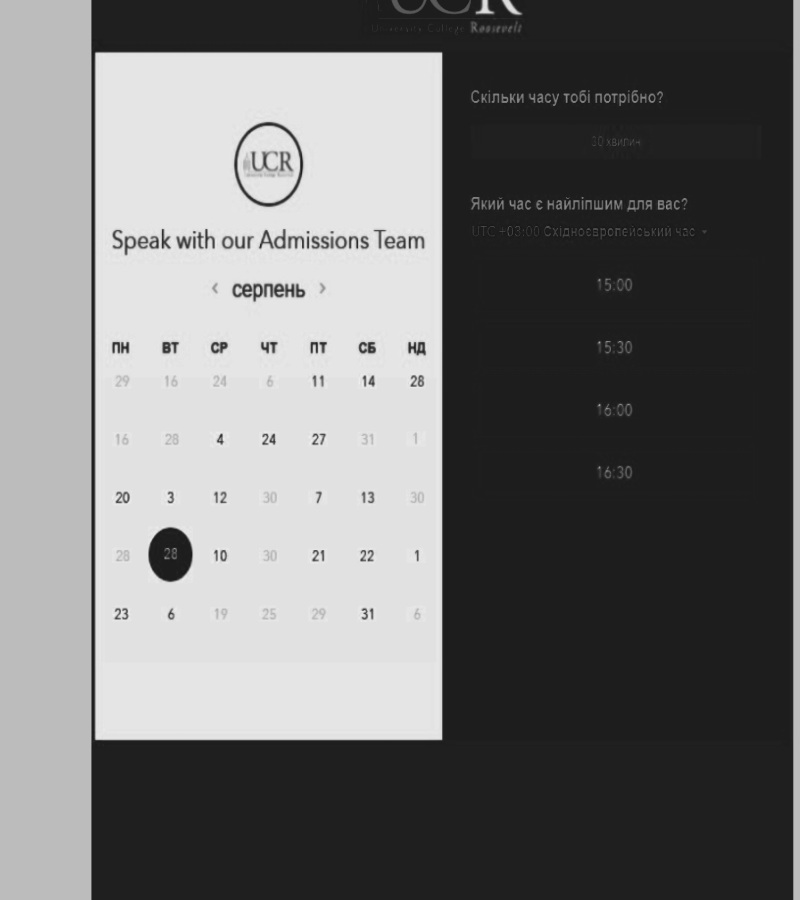 UCR
University College Roosevelt
UCR
Speak with our Admissions Team
‹ серпень ›
ПН ВТ СР ЧТ ПТ СБ НД
29 16 24 6 11 14 28
16 28 4 24 27 31 1
20 3 12 30 7 13 30
28 28 10 30 21 22 1
23 6 19 25 29 31 6
Скільки часу тобі потрібно?
30 хвилин
Який час є найліпшим для вас?
UTC +03:00 Східноєвропейський час
15:00
15:30
16:00
16:30